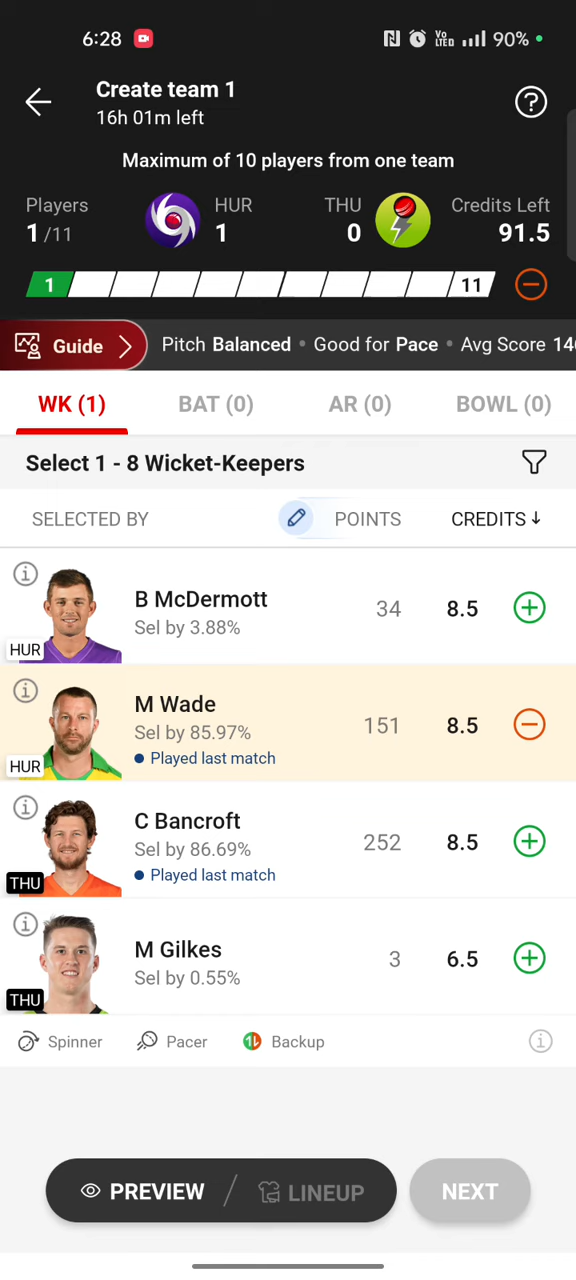 6:28
Vo LTED 90%
Create team 1
16h 01m left
Maximum of 10 players from one team
Players HUR THU Credits Left
1 /11 1 0 91.5
1 11
Guide Pitch Balanced • Good for Pace • Avg Score 14
WK (1) BAT (0) AR (0) BOWL (0)
Select 1 - 8 Wicket-Keepers
SELECTED BY POINTS CREDITS ↓
B McDermott 34 8.5
Sel by 3.88%
HUR
M Wade 151 8.5
Sel by 85.97%
Played last match
HUR
C Bancroft 252 8.5
Sel by 86.69%
Played last match
THU
M Gilkes 3 6.5
Sel by 0.55%
THU
Spinner Pacer Backup
PREVIEW / LINEUP NEXT